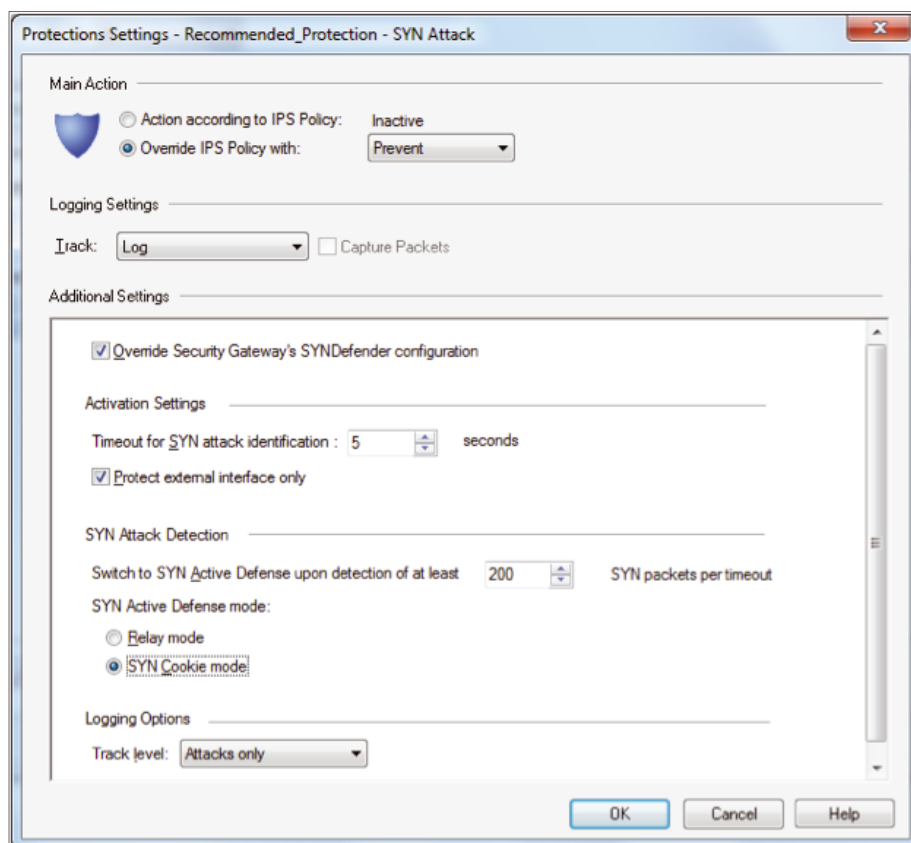 Protections Settings - Recommended_Protection - SYN Attack
Main Action
Action according to IPS Policy: Inactive
Override IPS Policy with: Prevent
Logging Settings
Track: Log Capture Packets
Additional Settings
Override Security Gateway's SYNDefender configuration
Activation Settings
Timeout for SYN attack identification : 5 seconds
Protect external interface only
SYN Attack Detection
Switch to SYN Active Defense upon detection of at least 200 SYN packets per timeout
SYN Active Defense mode:
Relay mode
SYN Cookie mode
Logging Options
Track level: Attacks only
OK Cancel Help